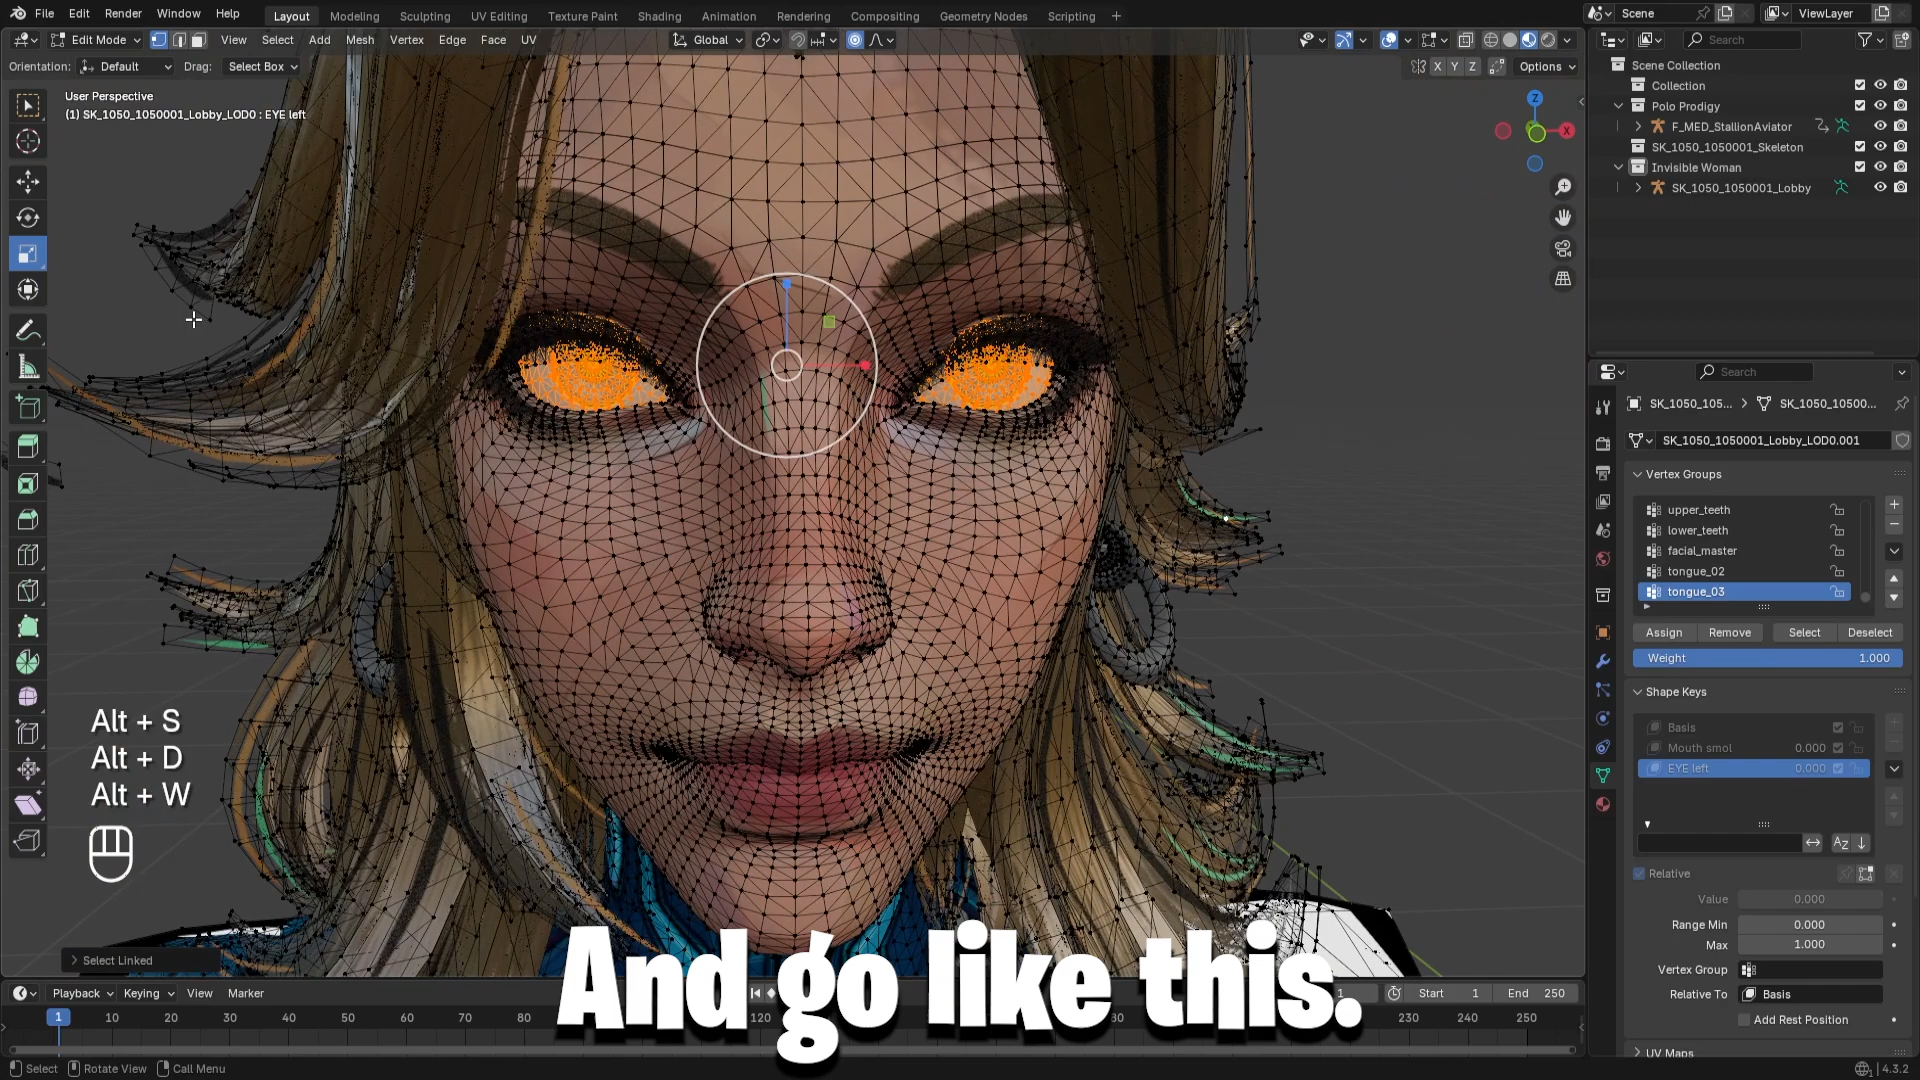 File Edit Render Window Help
Layout Modeling Sculpting UV Editing Texture Paint Shading Animation Rendering Compositing Geometry Nodes Scripting +
Scene
ViewLayer
Edit Mode View Select Add Mesh Vertex Edge Face UV
Global
Search
Orientation: Default Drag: Select Box
X Y Z Options
User Perspective
(1) SK_1050_1050001_Lobby_LOD0 : EYE left
Z
X
Scene Collection
Collection
Polo Prodigy
F_MED_StallionAviator
SK_1050_1050001_Skeleton
Invisible Woman
SK_1050_1050001_Lobby
Search
SK_1050_105... > SK_1050_10500...
SK_1050_1050001_Lobby_LOD0.001
Vertex Groups
upper_teeth
lower_teeth
facial_master
tongue_02
tongue_03
Assign Remove Select Deselect
Weight 1.000
Shape Keys
Basis
Mouth smol 0.000
EYE left 0.000
Relative
Value 0.000
Range Min 0.000
Max 1.000
Vertex Group
Relative To Basis
Add Rest Position
UV Maps
Alt + S
Alt + D
Alt + W
Select Linked
And go like this.
Playback Keying View Marker
1 Start 1 End 250
1 10 20 30 40 50 60 70 80 120 230 240 250
Select Rotate View Call Menu
4.3.2